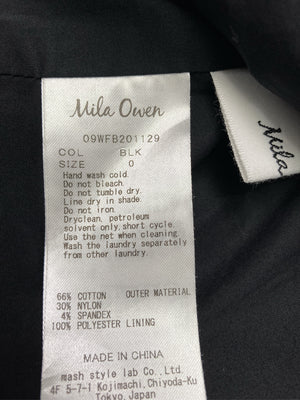 Mila Owen
09WFB201129
COL BLK
SIZE 0
Hand wash cold.
Do not bleach.
Do not tumble dry.
Line dry in shade.
Do not iron.
Dryclean, petroleum
solvent only, short cycle.
Use the net when cleaning.
Wash the laundry separately
from other laundry.
66% COTTON OUTER MATERIAL
30% NYLON
4% SPANDEX
100% POLYESTER LINING
MADE IN CHINA
mash style lab Co.,Ltd.
4F 5-7-1 Kojimachi,Chiyoda-Ku
Tokyo,Japan
Mila